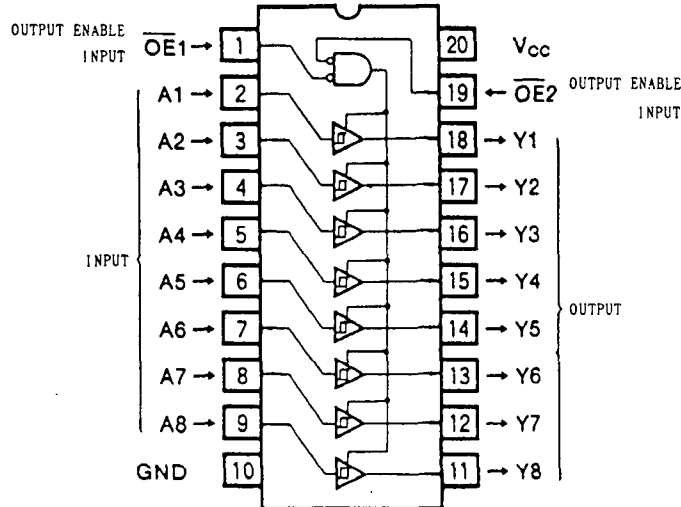 OUTPUT ENABLE
INPUT
OE1 → 1
20 Vcc
A1 → 2
19 ← OE2 OUTPUT ENABLE
INPUT
A2 → 3
18 → Y1
A3 → 4
17 → Y2
A4 → 5
16 → Y3
INPUT
A5 → 6
15 → Y4
OUTPUT
A6 → 7
14 → Y5
A7 → 8
13 → Y6
A8 → 9
12 → Y7
GND 10
11 → Y8